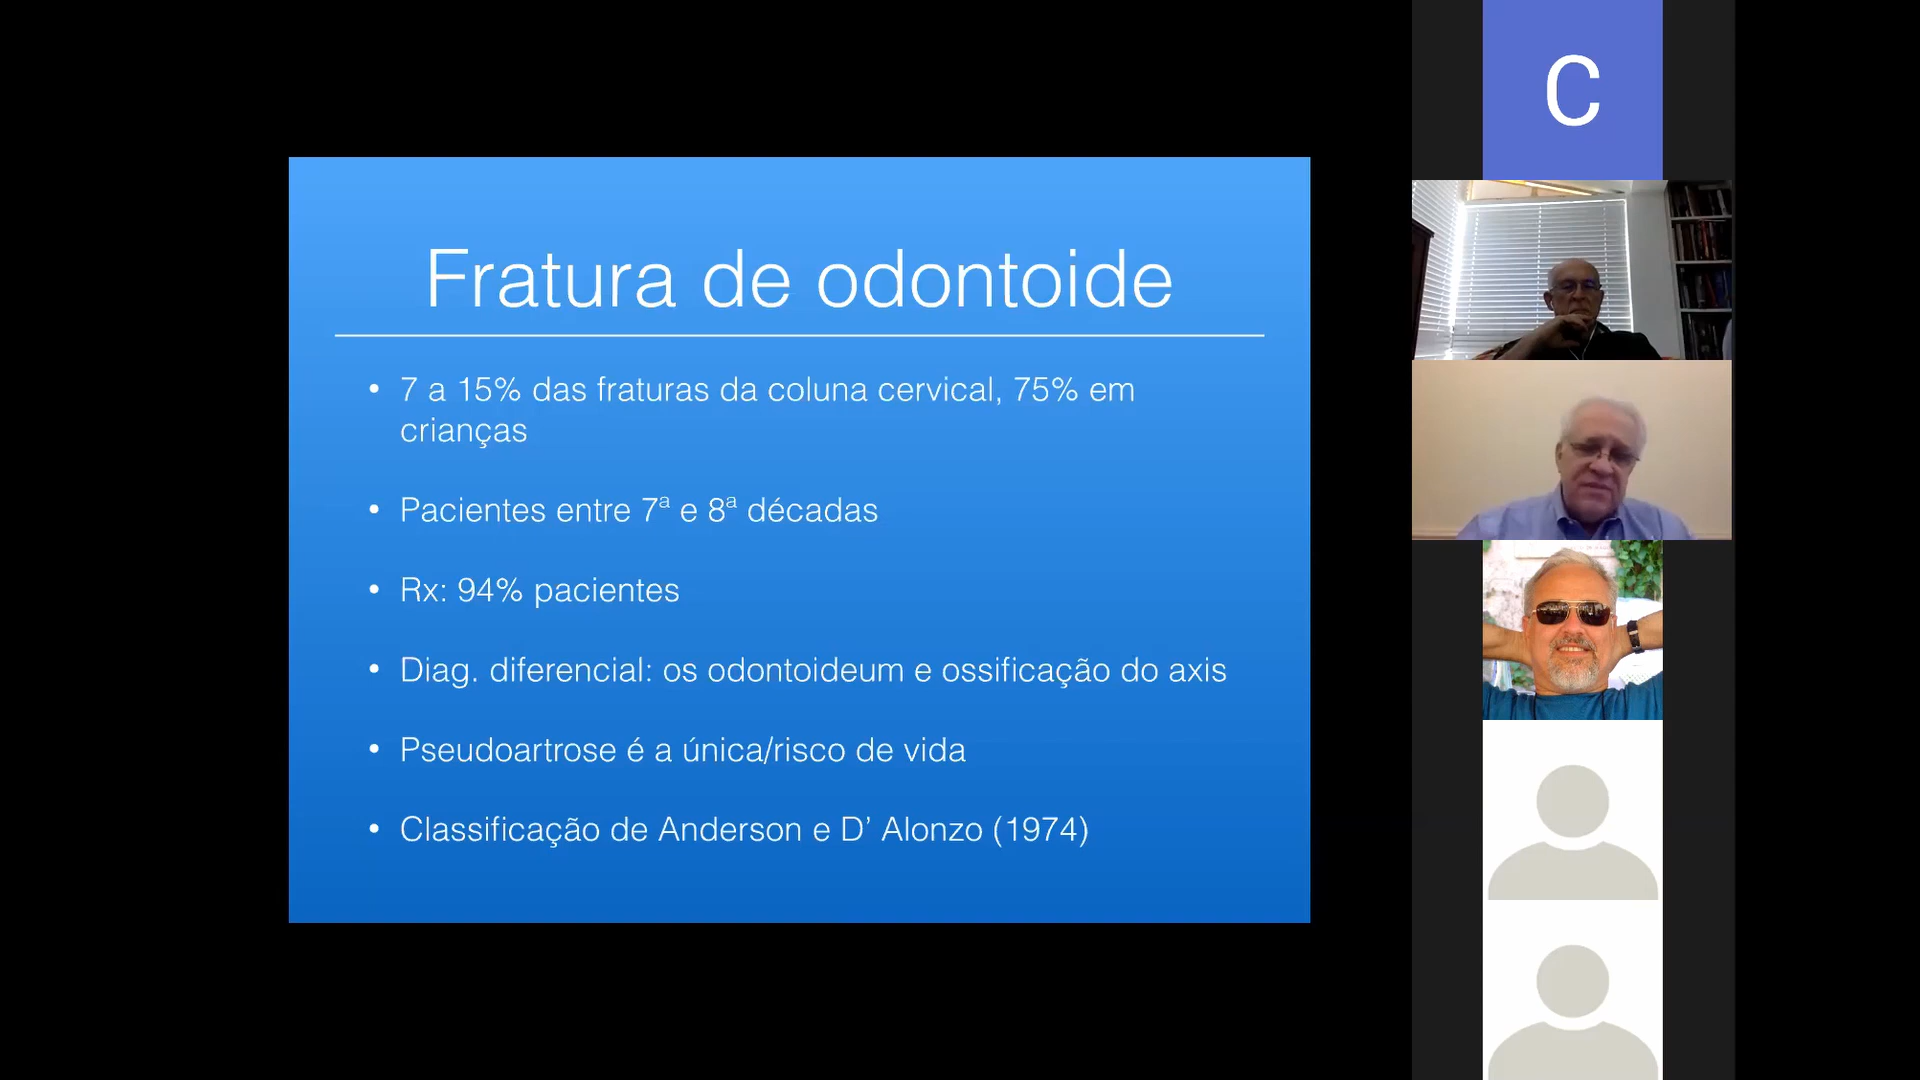 C
Fratura de odontoide
• 7 a 15% das fraturas da coluna cervical, 75% em
crianças
• Pacientes entre 7ª e 8ª décadas
• Rx: 94% pacientes
• Diag. diferencial: os odontoideum e ossificação do axis
• Pseudoartrose é a única/risco de vida
• Classificação de Anderson e D’ Alonzo (1974)